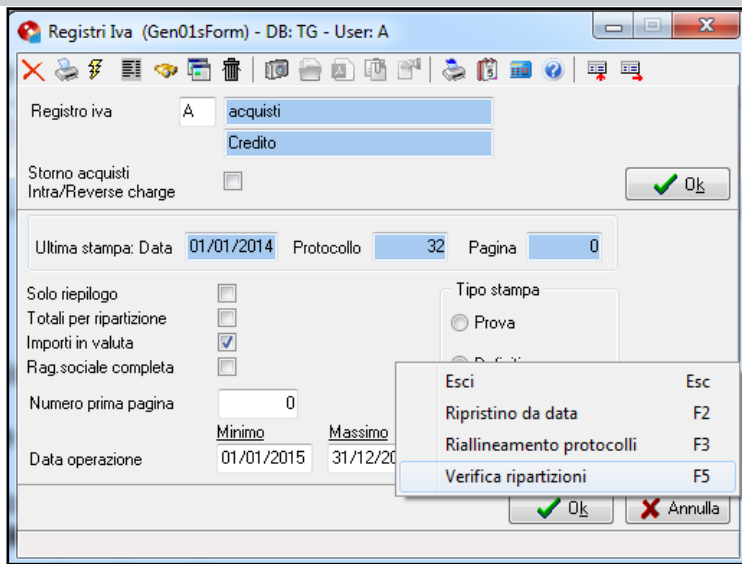 Registri Iva (Gen01sForm) - DB: TG - User: A
Registro iva A acquisti
Credito
Storno acquisti
Intra/Reverse charge
Ok
Ultima stampa: Data 01/01/2014 Protocollo 32 Pagina 0
Solo riepilogo
Totali per ripartizione
Importi in valuta
Rag.sociale completa
Tipo stampa
Prova
Numero prima pagina 0
Minimo Massimo
Data operazione 01/01/2015 31/12/20
Esci Esc
Ripristino da data F2
Riallineamento protocolli F3
Verifica ripartizioni F5
Ok Annulla